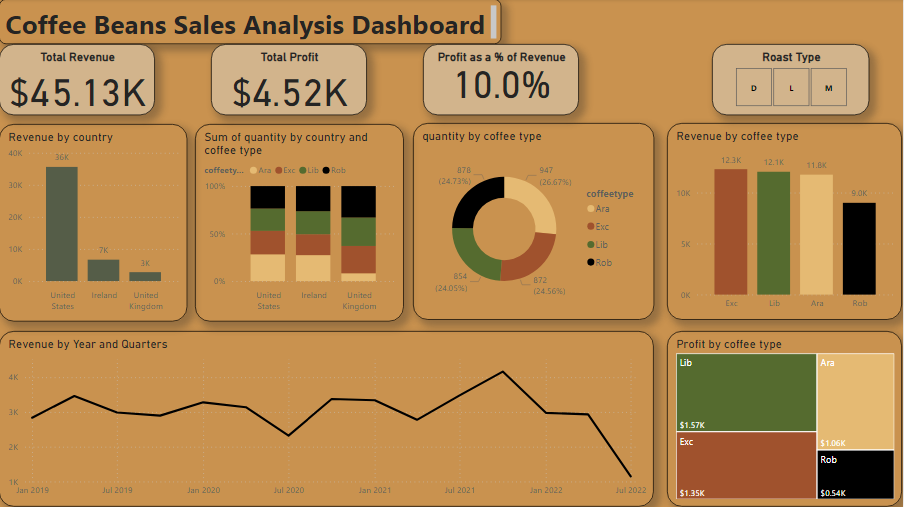 Coffee Beans Sales Analysis Dashboard
Total Revenue
$45.13K
Total Profit
$4.52K
Profit as a % of Revenue
10.0%
Roast Type
D L M
Revenue by country
40K
30K
20K
10K
0K
36K
7K
3K
United
States
Ireland
United
Kingdom
Sum of quantity by country and
coffee type
coffeety... Ara Exc Lib Rob
100%
50%
0%
United
States
Ireland
United
Kingdom
quantity by coffee type
878
(24.73%)
947
(26.67%)
854
(24.05%)
872
(24.56%)
coffeetype
Ara
Exc
Lib
Rob
Revenue by coffee type
10K
5K
0K
12.3K
12.1K
11.8K
9.0K
Exc Lib Ara Rob
Revenue by Year and Quarters
4K
3K
2K
1K
Jan 2019 Jul 2019 Jan 2020 Jul 2020 Jan 2021 Jul 2021 Jan 2022 Jul 2022
Profit by coffee type
Lib
$1.57K
Exc
$1.35K
Ara
$1.06K
Rob
$0.54K